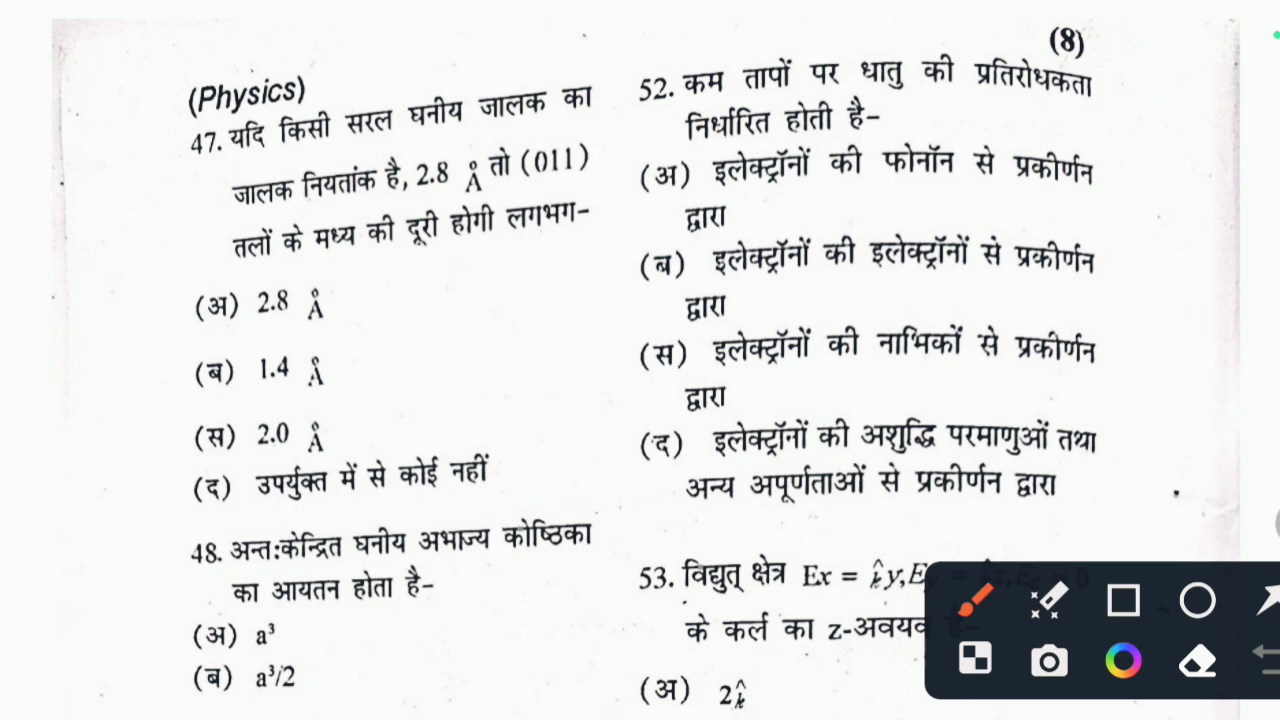 (8)
(Physics)
47. यदि किसी सरल घनीय जालक का
जालक नियतांक है, 2.8 Å तो (011)
तलों के मध्य की दूरी होगी लगभग-
(अ) 2.8 Å
(ब) 1.4 Å
(स) 2.0 Å
(द) उपर्युक्त में से कोई नहीं
48. अन्त:केन्द्रित घनीय अभाज्य कोष्ठिका
का आयतन होता है-
(अ) a³
(ब) a³/2
52. कम तापों पर धातु की प्रतिरोधकता
निर्धारित होती है-
(अ) इलेक्ट्रॉनों की फोनॉन से प्रकीर्णन
द्वारा
(ब) इलेक्ट्रॉनों की इलेक्ट्रॉनों से प्रकीर्णन
द्वारा
(स) इलेक्ट्रॉनों की नाभिकों से प्रकीर्णन
द्वारा
(द) इलेक्ट्रॉनों की अशुद्धि परमाणुओं तथा
अन्य अपूर्णताओं से प्रकीर्णन द्वारा
53. विद्युत् क्षेत्र Ex = k̂y,
के कर्ल का z-अवयव
(अ) 2k̂